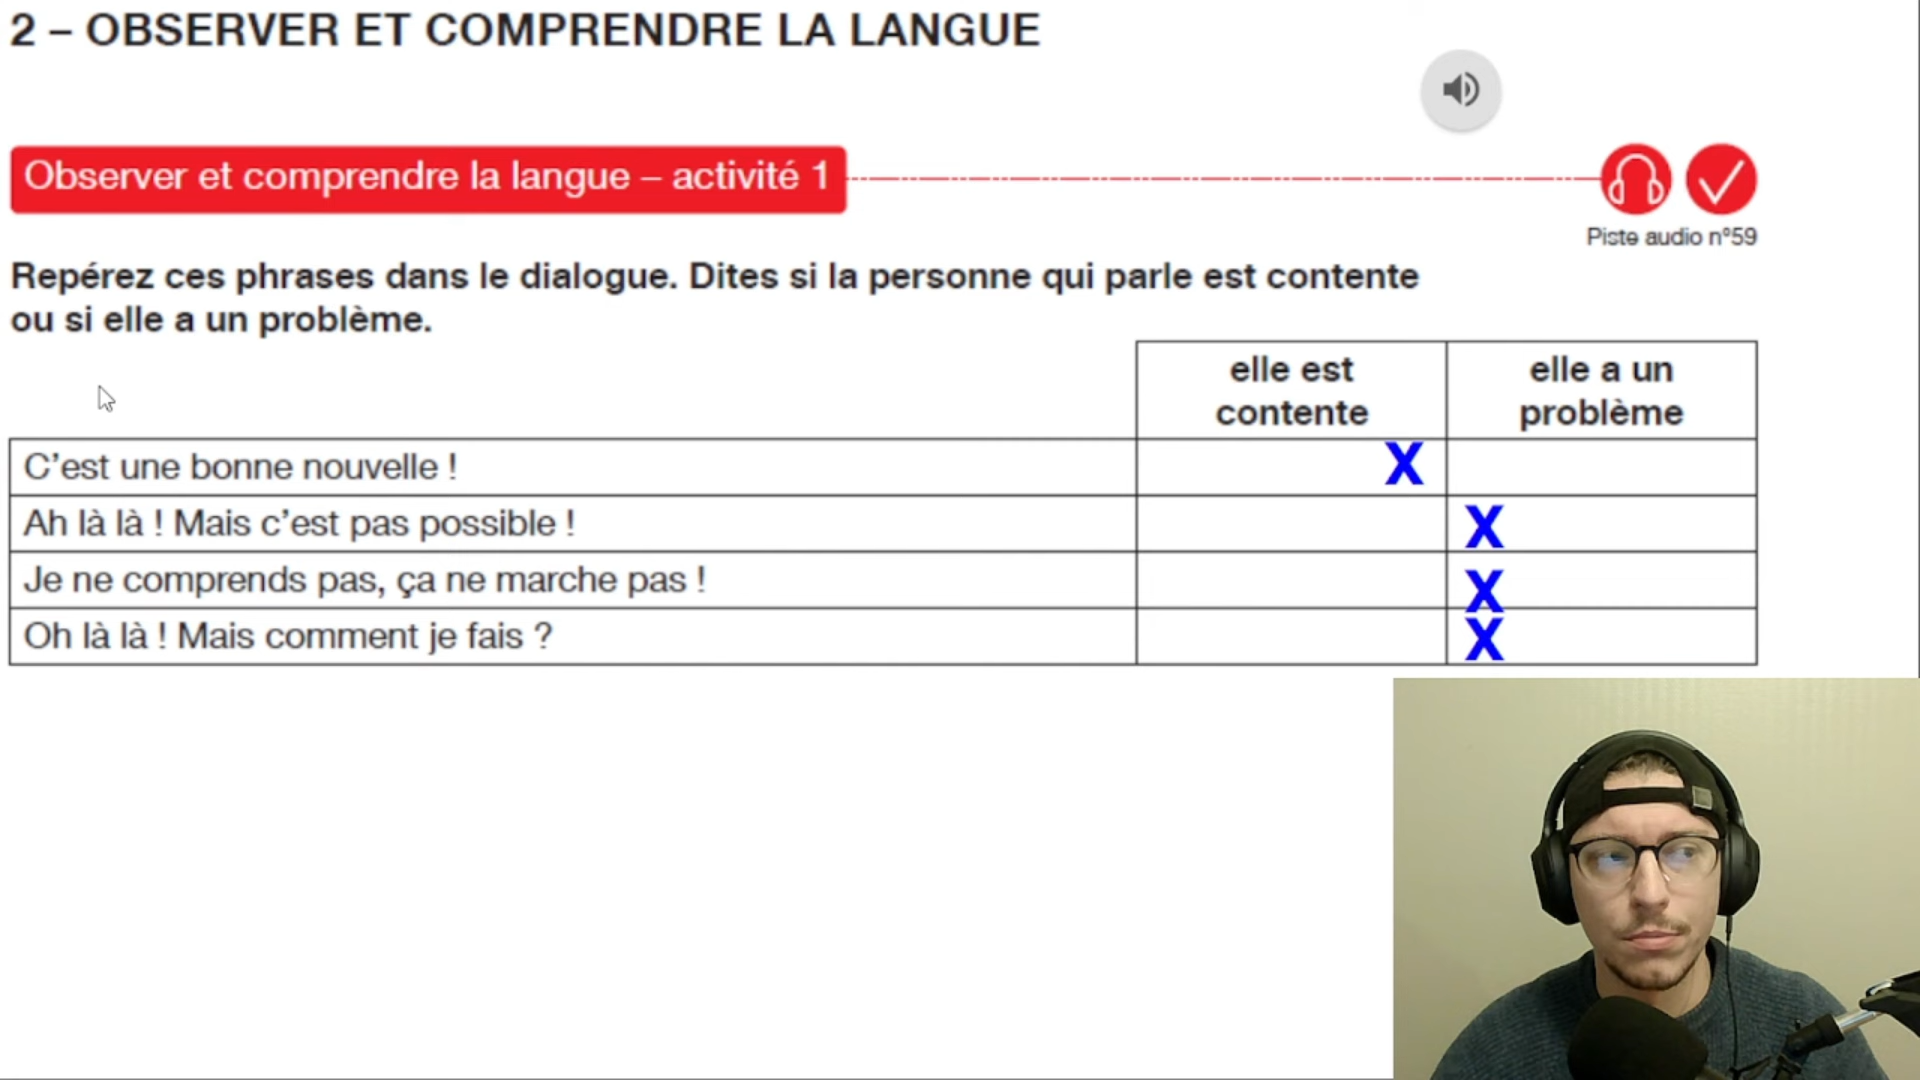 2 – OBSERVER ET COMPRENDRE LA LANGUE
Observer et comprendre la langue – activité 1
Piste audio n°59
Repérez ces phrases dans le dialogue. Dites si la personne qui parle est contente
ou si elle a un problème.
elle est
contente
elle a un
problème
C’est une bonne nouvelle !
X
Ah là là ! Mais c’est pas possible !
X
Je ne comprends pas, ça ne marche pas !
X
Oh là là ! Mais comment je fais ?
X